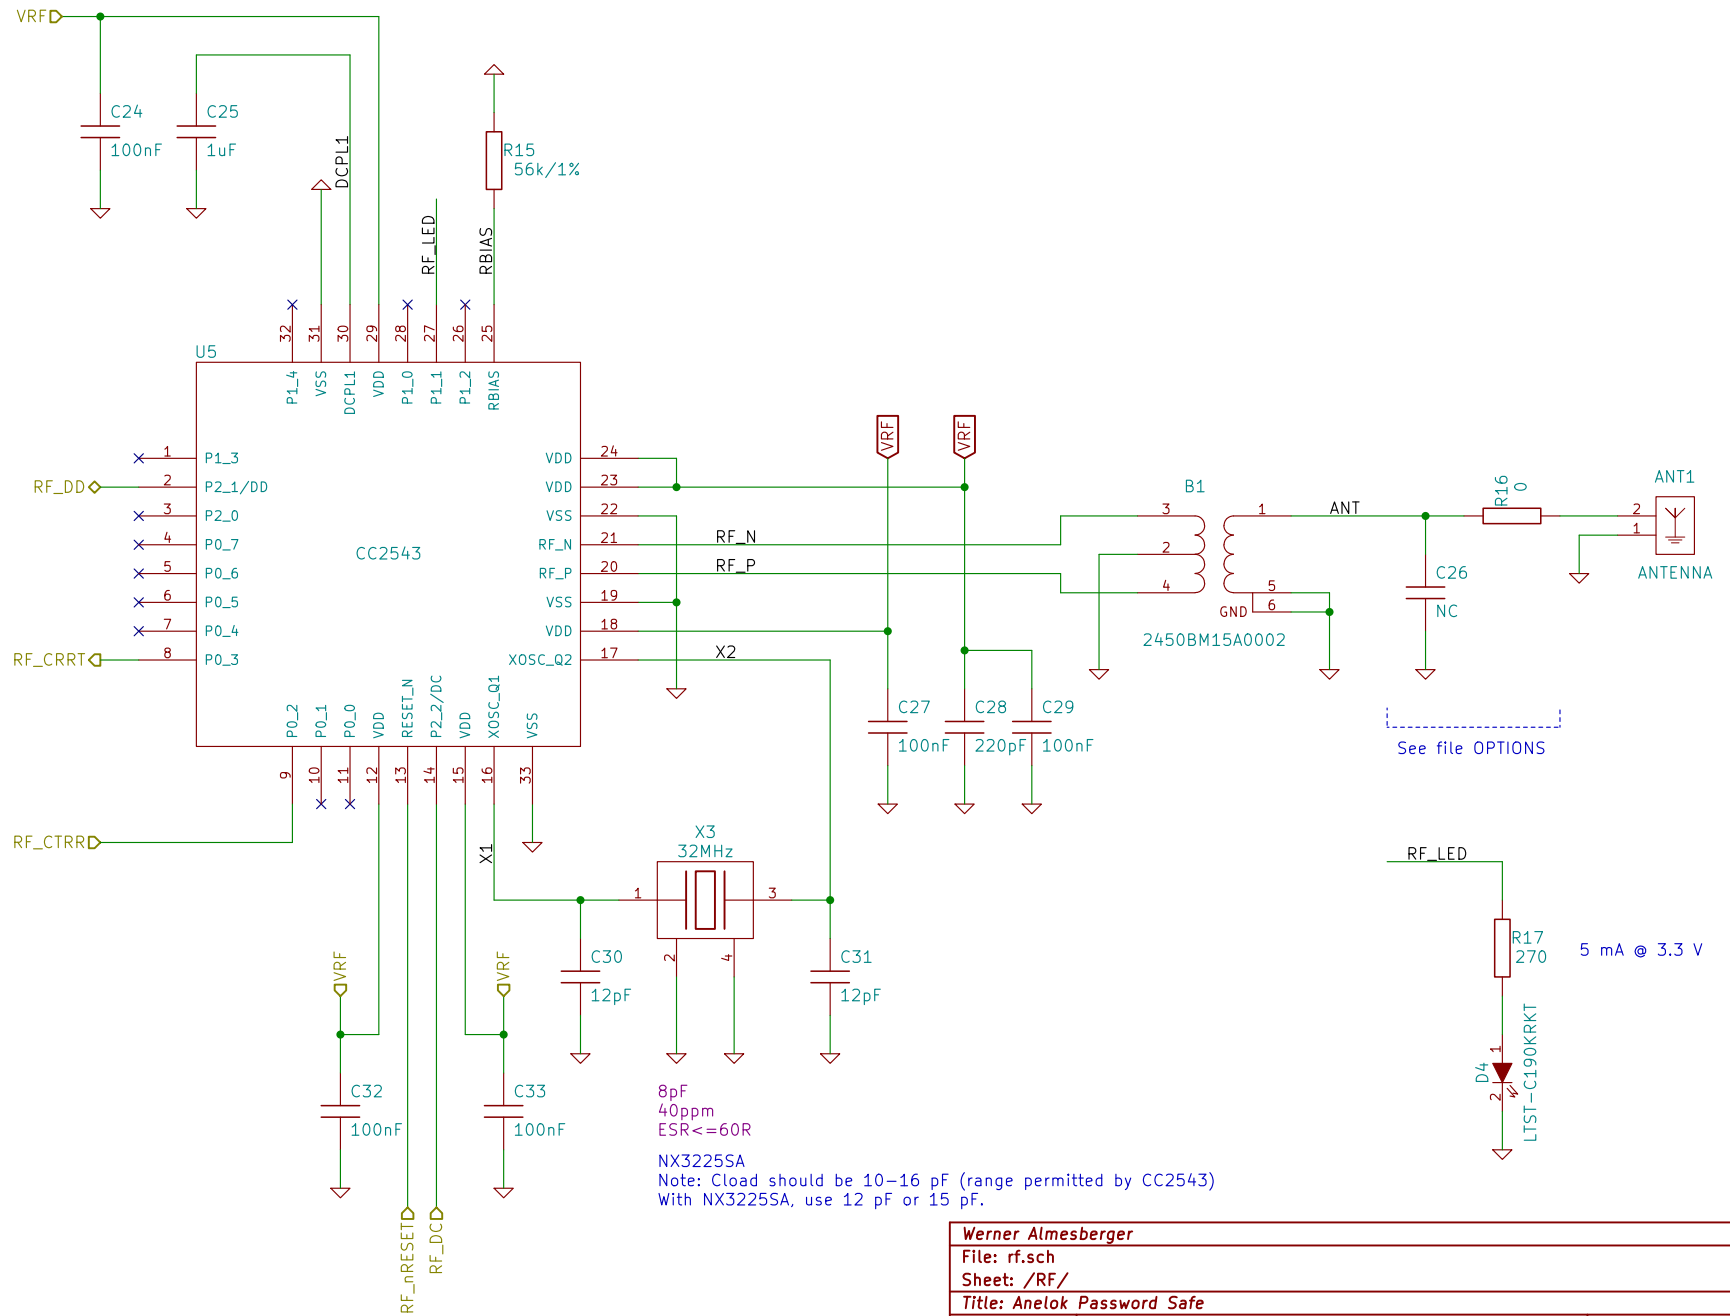 VRF
C24
100nF
C25
1uF
DCPL1
R15
56k/1%
RF_LED
RBIAS
32
31
30
29
28
27
26
25
U5
P1_4
VSS
DCPL1
VDD
P1_0
P1_1
P1_2
RBIAS
1
P1_3
RF_DD
2
P2_1/DD
3
P2_0
4
P0_7
5
P0_6
6
P0_5
7
P0_4
RF_CRRT
8
P0_3
CC2543
VDD
24
VDD
23
VSS
22
RF_N
21
RF_N
RF_P
20
RF_P
VSS
19
VDD
18
XOSC_Q2
17
X2
P0_2
P0_1
P0_0
VDD
RESET_N
P2_2/DC
VDD
XOSC_Q1
VSS
9
10
11
12
13
14
15
16
33
RF_CTRR
VRF
VRF
B1
3
2
4
1
5
6
GND
2450BM15A0002
ANT
R16
0
ANT1
2
1
ANTENNA
C26
NC
C27
100nF
C28
220pF
C29
100nF
See file OPTIONS
X1
X3
32MHz
1
3
2
4
C30
12pF
C31
12pF
VRF
VRF
C32
100nF
C33
100nF
RF_nRESET
RF_DC
RF_LED
R17
270
5 mA @ 3.3 V
1
D4
2
LTST-C190KRKT
8pF
40ppm
ESR<=60R
NX3225SA
Note: Cload should be 10-16 pF (range permitted by CC2543)
With NX3225SA, use 12 pF or 15 pF.
Werner Almesberger
File: rf.sch
Sheet: /RF/
Title: Anelok Password Safe